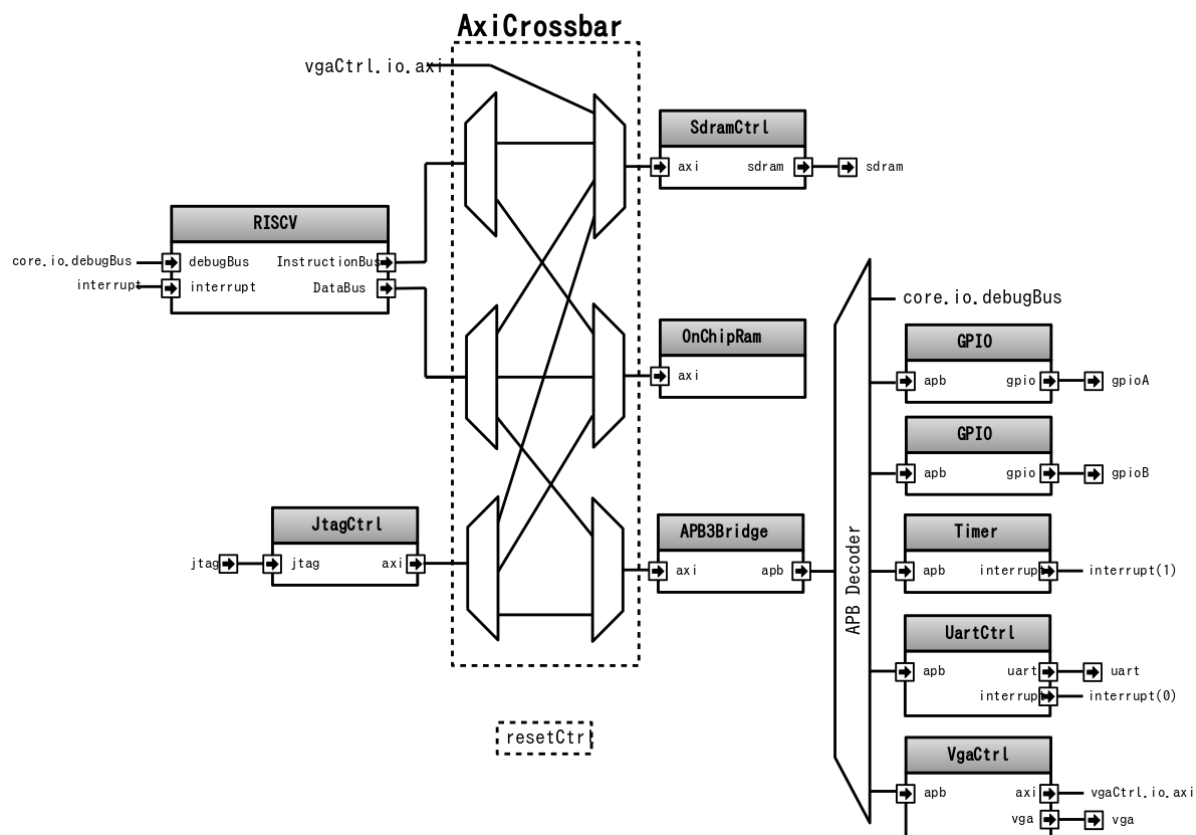 AxiCrossbar
vgaCtrl.io.axi
SdramCtrl
axi sdram
sdram
RISCV
core.io.debugBus
debugBus InstructionBus
interrupt
interrupt DataBus
core.io.debugBus
OnChipRam
axi
GPIO
apb gpio
gpioA
GPIO
apb gpio
gpioB
JtagCtrl
jtag
jtag axi
APB3Bridge
axi apb
APB Decoder
Timer
apb interrupt
interrupt(1)
UartCtrl
apb uart
uart
interrupt
interrupt(0)
resetCtrl
VgaCtrl
apb axi
vgaCtrl.io.axi
vga
vga